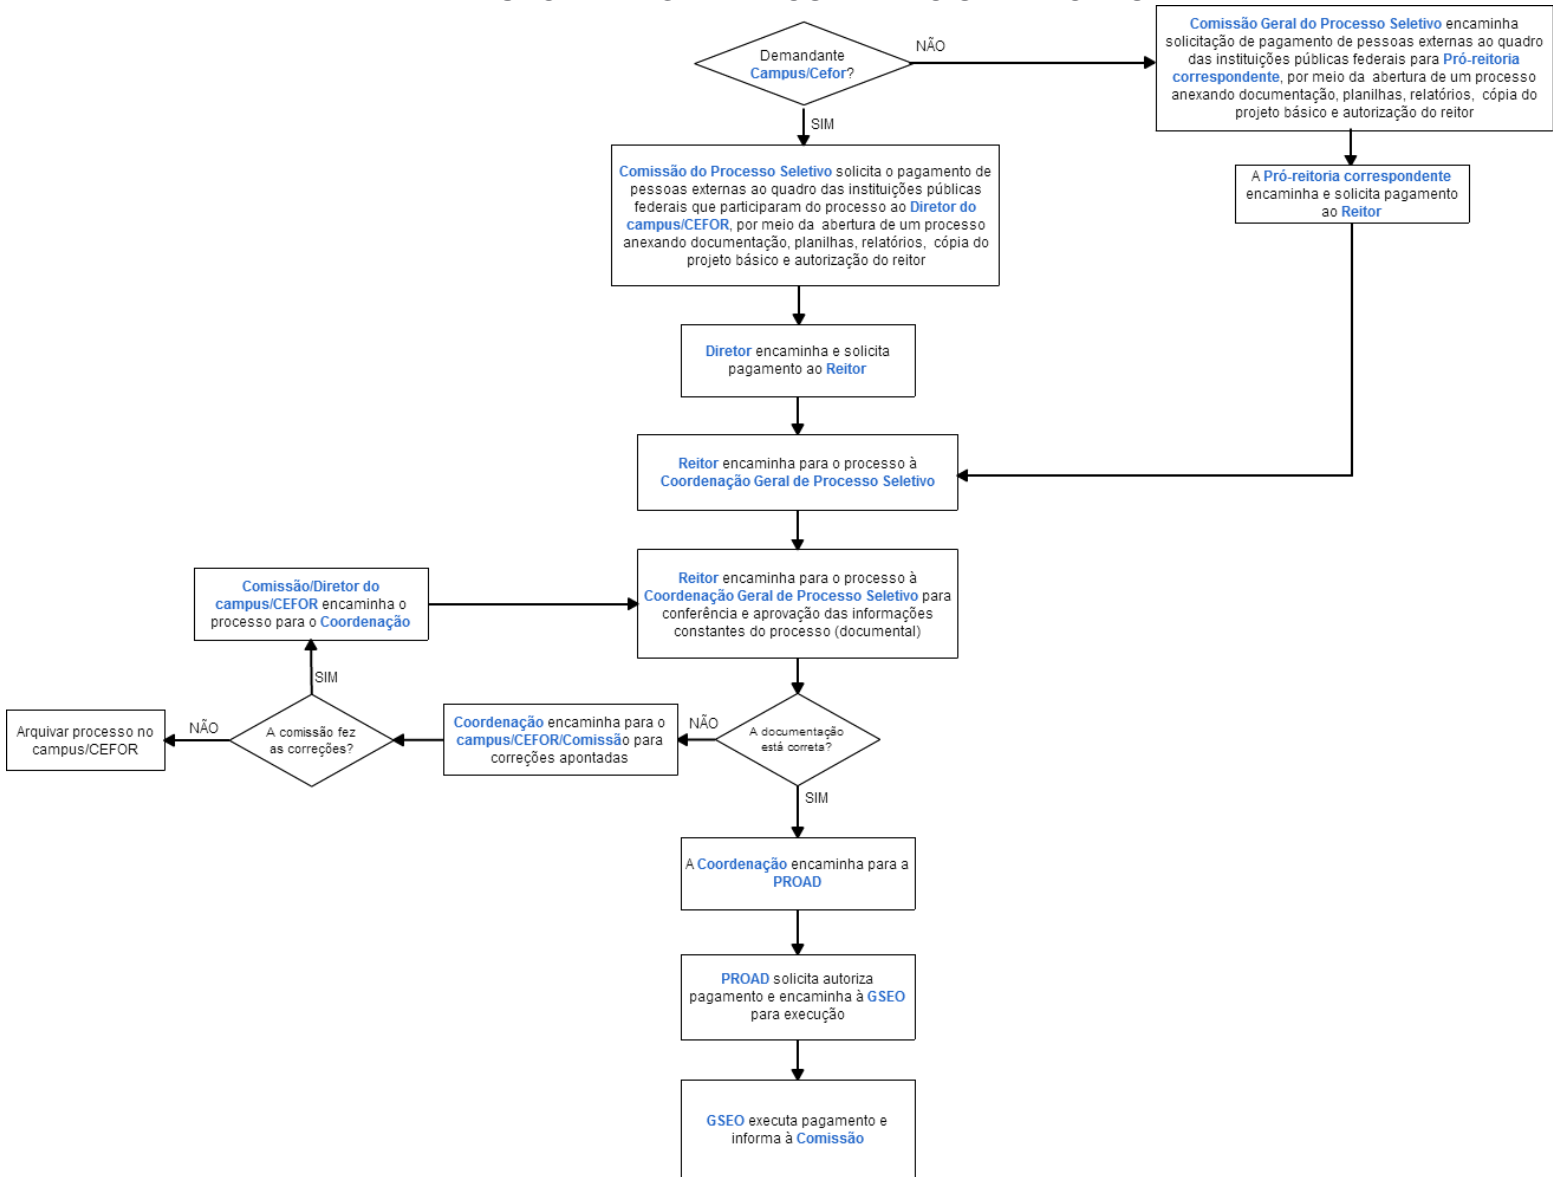 Demandante
Campus/Cefor?
NÃO
SIM
Comissão Geral do Processo Seletivo encaminha
solicitação de pagamento de pessoas externas ao quadro
das instituições públicas federais para Pró-reitoria
correspondente, por meio da abertura de um processo
anexando documentação, planilhas, relatórios, cópia do
projeto básico e autorização do reitor
A Pró-reitoria correspondente
encaminha e solicita pagamento
ao Reitor
Comissão do Processo Seletivo solicita o pagamento de
pessoas externas ao quadro das instituições públicas
federais que participaram do processo ao Diretor do
campus/CEFOR, por meio da abertura de um processo
anexando documentação, planilhas, relatórios, cópia do
projeto básico e autorização do reitor
Diretor encaminha e solicita
pagamento ao Reitor
Reitor encaminha para o processo à
Coordenação Geral de Processo Seletivo
Reitor encaminha para o processo à
Coordenação Geral de Processo Seletivo para
conferência e aprovação das informações
constantes do processo (documental)
Comissão/Diretor do
campus/CEFOR encaminha o
processo para o Coordenação
SIM
Arquivar processo no
campus/CEFOR
NÃO
A comissão fez
as correções?
Coordenação encaminha para o
campus/CEFOR/Comissão para
correções apontadas
NÃO
A documentação
está correta?
SIM
A Coordenação encaminha para a
PROAD
PROAD solicita autoriza
pagamento e encaminha à GSEO
para execução
GSEO executa pagamento e
informa à Comissão